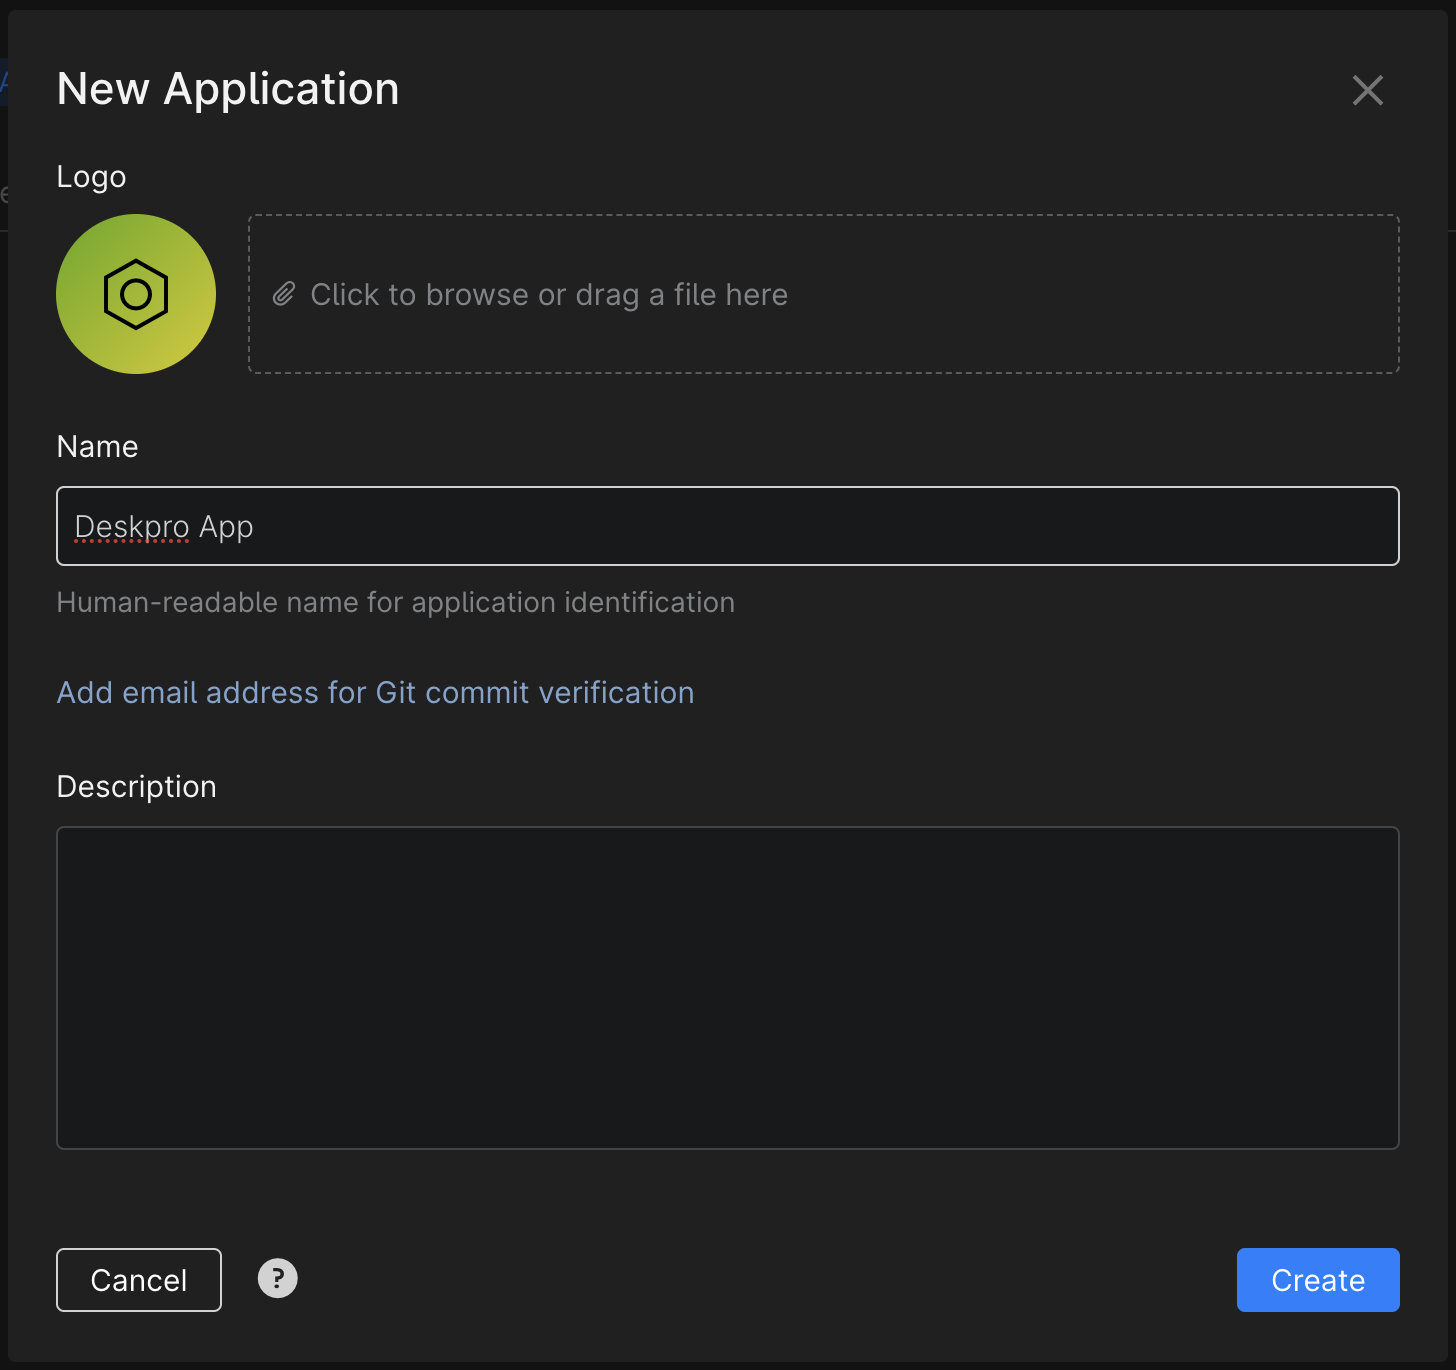 New Application
Logo
Click to browse or drag a file here
Name
Deskpro App
Human-readable name for application identification
Add email address for Git commit verification
Description
Cancel
?
Create